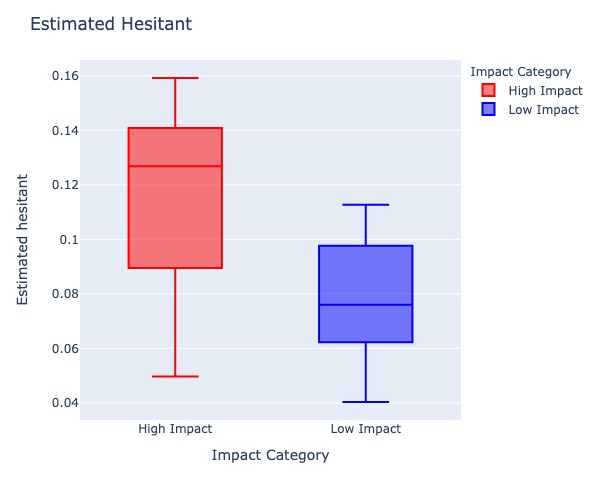 Estimated Hesitant
Impact Category
High Impact
Low Impact
Estimated hesitant
0.16
0.14
0.12
0.1
0.08
0.06
0.04
High Impact
Low Impact
Impact Category